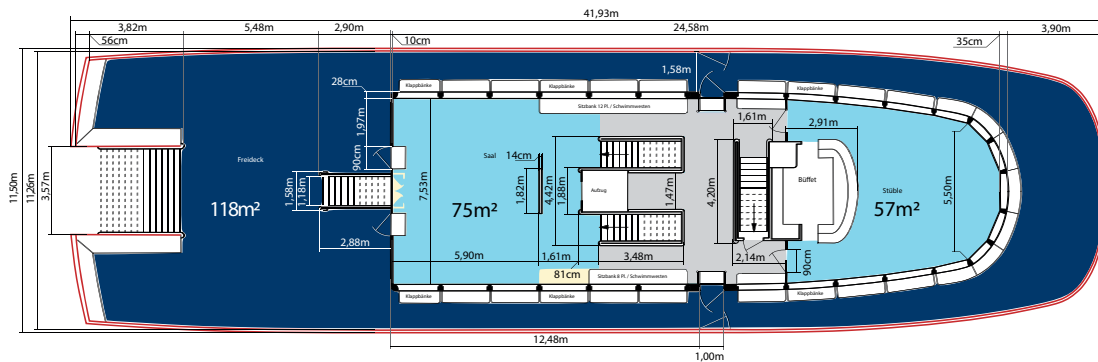 41,93m
3,82m
5,48m
2,90m
24,58m
3,90m
56cm
10cm
35cm
1,58m
28cm
Klappbänke
Klappbänke
Klappbänke
Sitzbank 12 Pl. / Schwimmwesten
1,97m
1,61m
2,91m
90cm
Freideck
Saal
14cm
11,50m
11,26m
3,57m
1,58m
1,18m
7,53m
1,82m
4,42m
1,88m
Aufzug
1,47m
4,20m
Büffet
Stüble
5,50m
118m²
75m²
57m²
2,88m
5,90m
1,61m
3,48m
2,14m
90cm
81cm
Sitzbank 8 Pl. / Schwimmwesten
Klappbänke
Klappbänke
Klappbänke
12,48m
1,00m